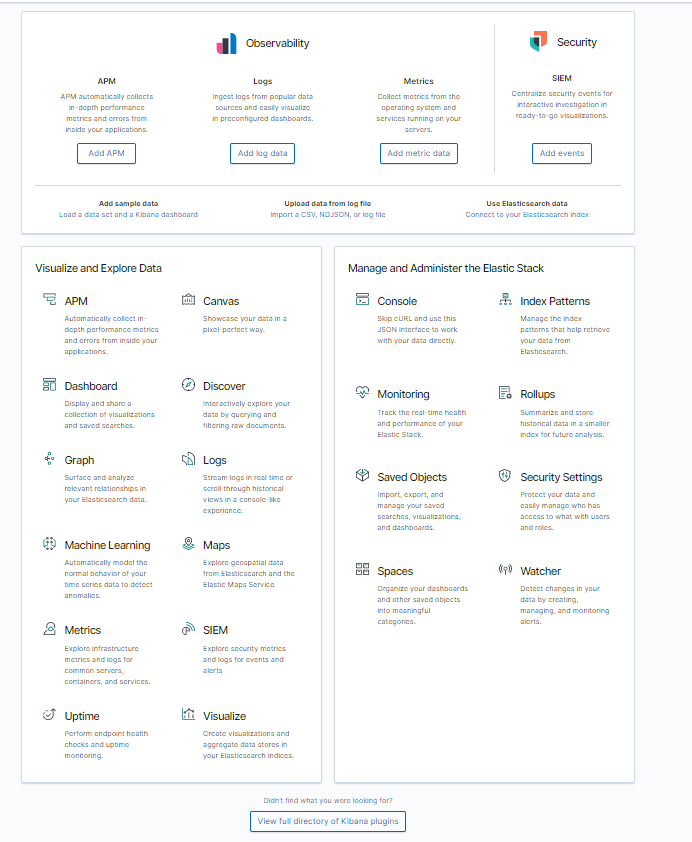 Observability
Security
APM
APM automatically collects
in-depth performance
metrics and errors from
inside your applications.
Add APM
Logs
Ingest logs from popular data
sources and easily visualize
in preconfigured dashboards.
Add log data
Metrics
Collect metrics from the
operating system and
services running on your
servers.
Add metric data
SIEM
Centralize security events for
interactive investigation in
ready-to-go visualizations.
Add events
Add sample data
Load a data set and a Kibana dashboard
Upload data from log file
Import a CSV, NDJSON, or log file
Use Elasticsearch data
Connect to your Elasticsearch index
Visualize and Explore Data
APM
Automatically collect in-
depth performance metrics
and errors from inside your
applications.
Canvas
Showcase your data in a
pixel-perfect way.
Dashboard
Display and share a
collection of visualizations
and saved searches.
Discover
Interactively explore your
data by querying and
filtering raw documents.
Graph
Surface and analyze
relevant relationships in
your Elasticsearch data.
Logs
Stream logs in real time or
scroll through historical
views in a console-like
experience.
Machine Learning
Automatically model the
normal behavior of your
time series data to detect
anomalies.
Maps
Explore geospatial data
from Elasticsearch and the
Elastic Maps Service
Metrics
Explore infrastructure
metrics and logs for
common servers,
containers, and services.
SIEM
Explore security metrics
and logs for events and
alerts
Uptime
Perform endpoint health
checks and uptime
monitoring.
Visualize
Create visualizations and
aggregate data stores in
your Elasticsearch indices.
Manage and Administer the Elastic Stack
Console
Skip cURL and use this
JSON interface to work
with your data directly.
Index Patterns
Manage the index
patterns that help retrieve
your data from
Elasticsearch.
Monitoring
Track the real-time health
and performance of your
Elastic Stack.
Rollups
Summarize and store
historical data in a smaller
index for future analysis.
Saved Objects
Import, export, and
manage your saved
searches, visualizations,
and dashboards.
Security Settings
Protect your data and
easily manage who has
access to what with users
and roles.
Spaces
Organize your dashboards
and other saved objects
into meaningful
categories.
Watcher
Detect changes in your
data by creating,
managing, and monitoring
alerts.
Didn't find what you were looking for?
View full directory of Kibana plugins